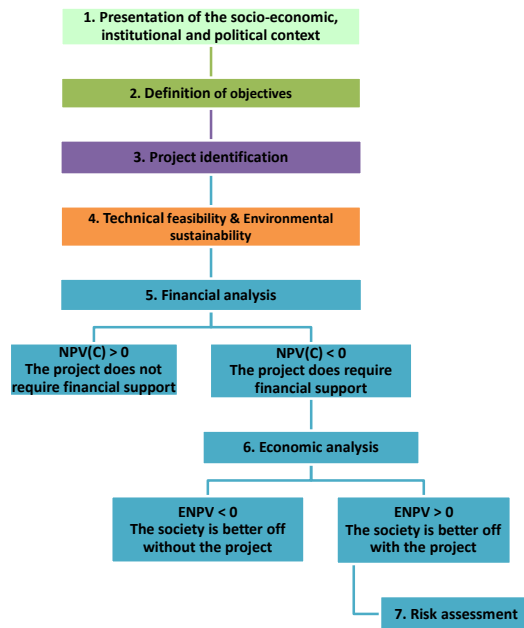 1. Presentation of the socio-economic,
institutional and political context
2. Definition of objectives
3. Project identification
4. Technical feasibility & Environmental
sustainability
5. Financial analysis
NPV(C) > 0
The project does not
require financial support
NPV(C) < 0
The project does require
financial support
6. Economic analysis
ENPV < 0
The society is better off
without the project
ENPV > 0
The society is better off
with the project
7. Risk assessment